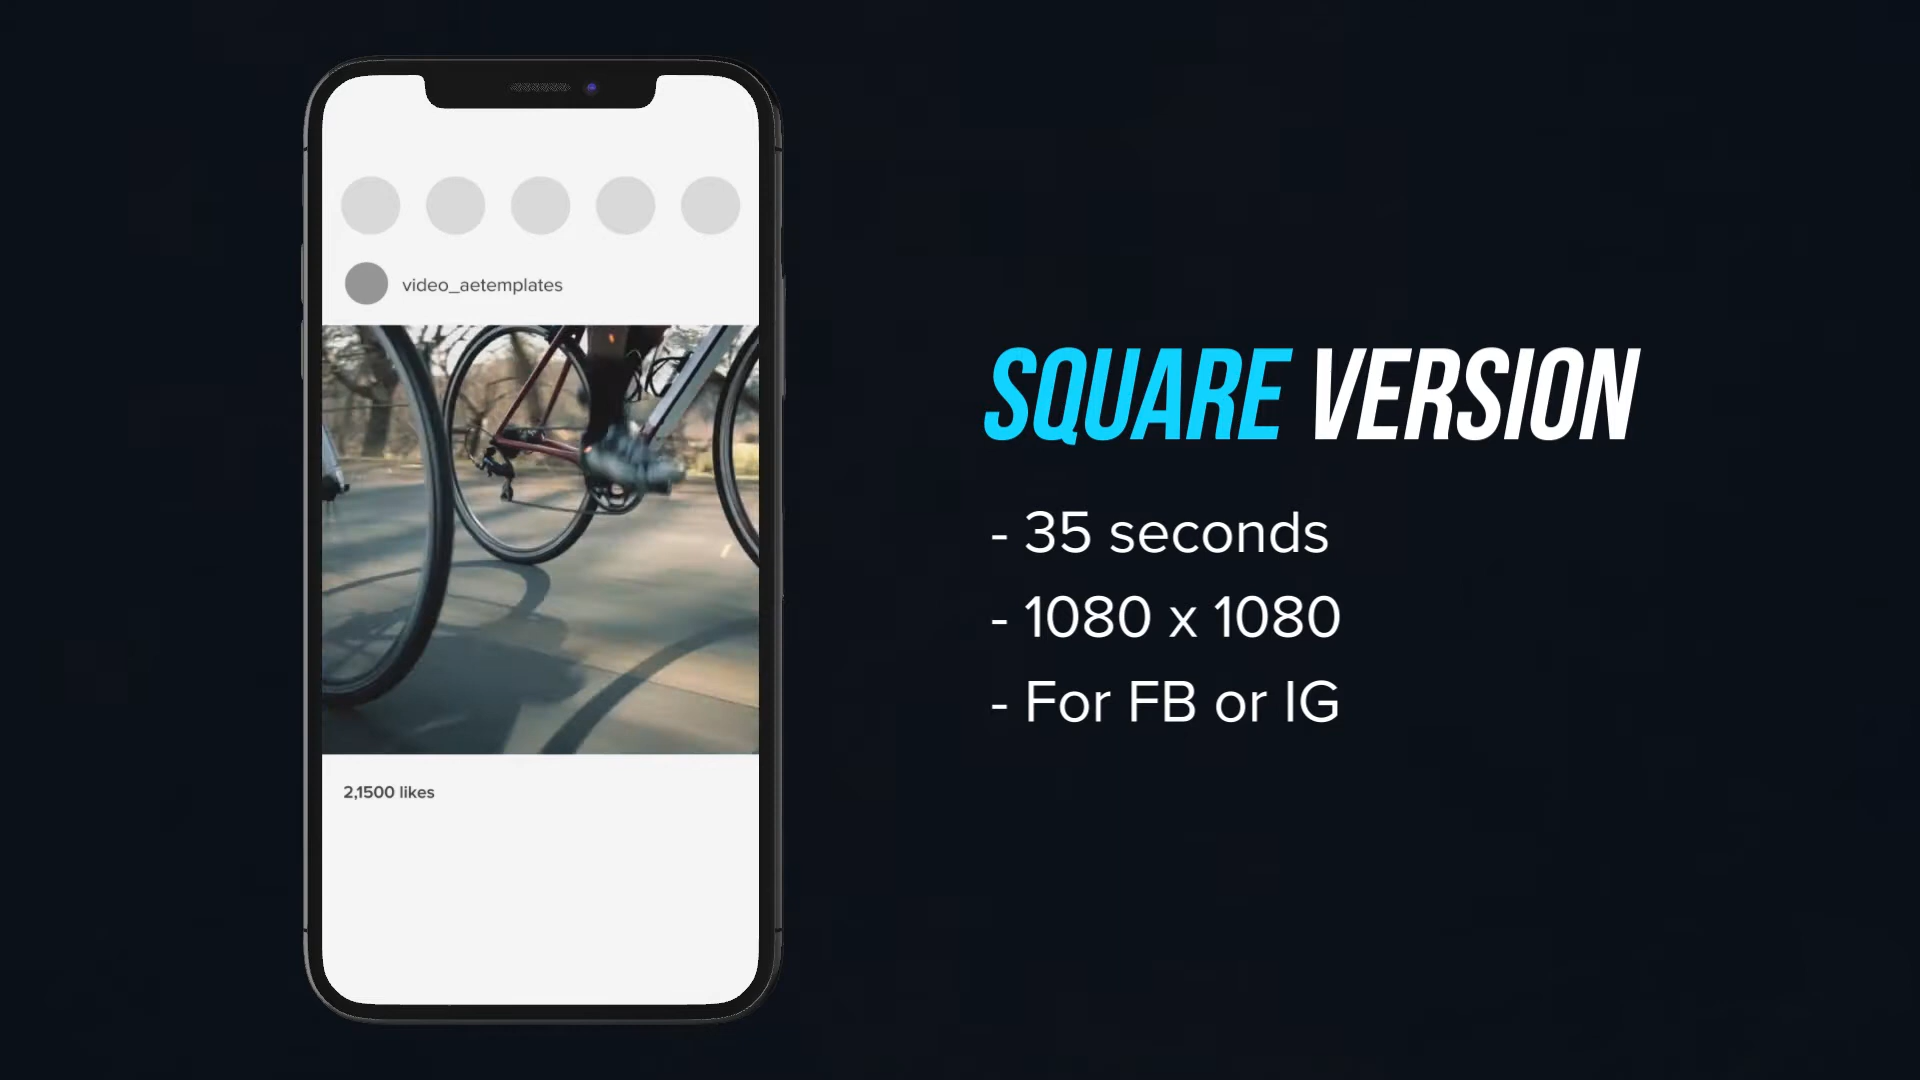 video_aetemplates
2,1500 likes
SQUARE VERSION
- 35 seconds
- 1080 x 1080
- For FB or IG